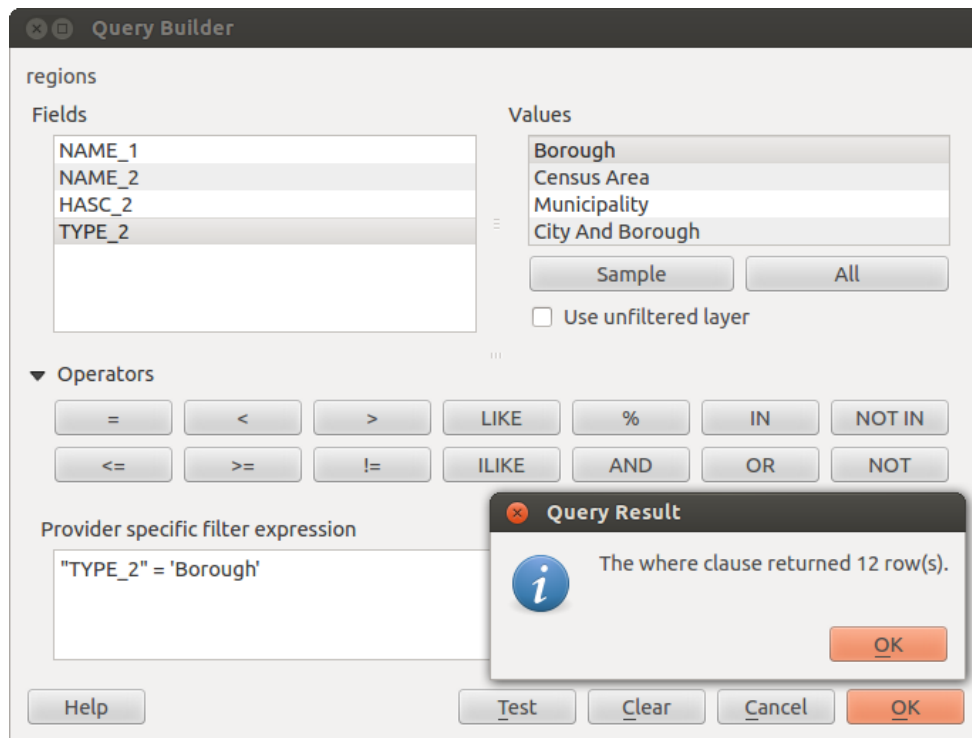 Query Builder
regions
Fields
Values
NAME_1
NAME_2
HASC_2
TYPE_2
Borough
Census Area
Municipality
City And Borough
Sample
All
Use unfiltered layer
Operators
=
<
>
LIKE
%
IN
NOT IN
<=
>=
!=
ILIKE
AND
OR
NOT
Provider specific filter expression
"TYPE_2" = 'Borough'
Query Result
The where clause returned 12 row(s).
OK
Help
Test
Clear
Cancel
OK